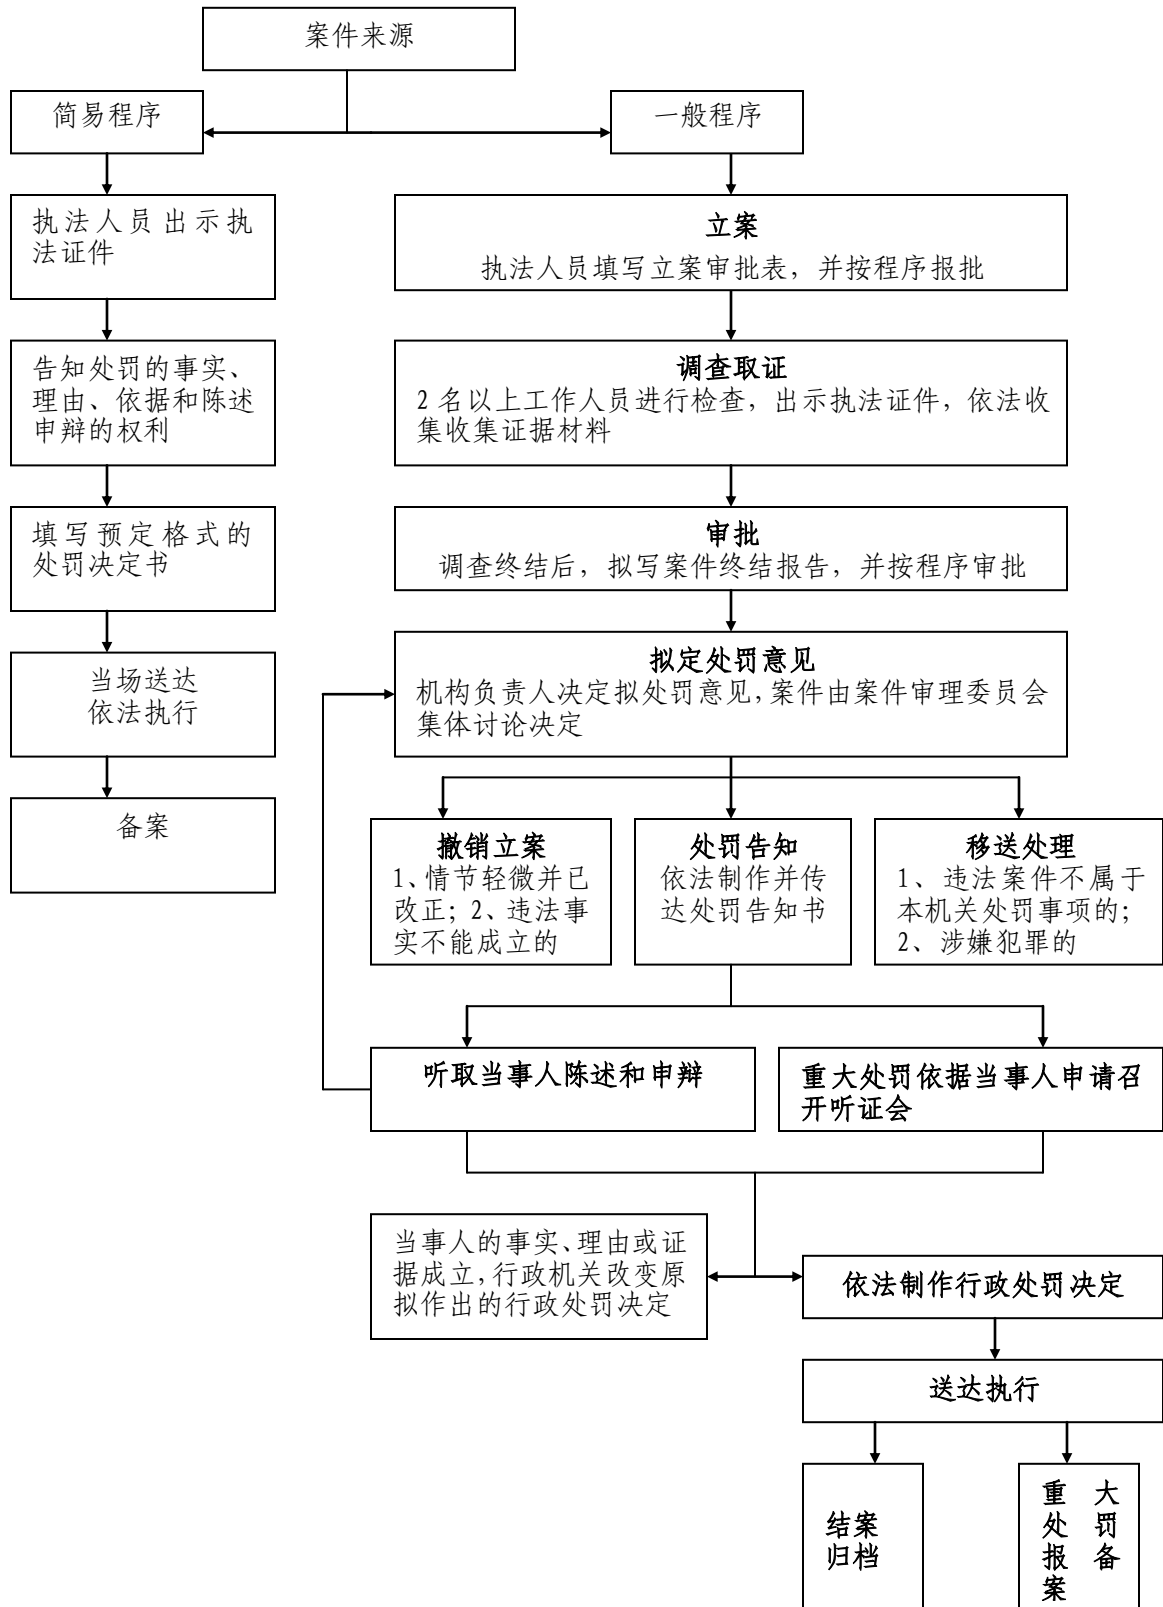 案件来源
简易程序
一般程序
执法人员出示执
法证件
告知处罚的事实、
理由、依据和陈述
申辩的权利
填写预定格式的
处罚决定书
当场送达
依法执行
备案
立案
执法人员填写立案审批表，并按程序报批
调查取证
2 名以上工作人员进行检查，出示执法证件，依法收
集收集证据材料
审批
调查终结后，拟写案件终结报告，并按程序审批
拟定处罚意见
机构负责人决定拟处罚意见，案件由案件审理委员会
集体讨论决定
撤销立案
1、情节轻微并已
改正；2、违法事
实不能成立的
处罚告知
依法制作并传
达处罚告知书
移送处理
1、违法案件不属于
本机关处罚事项的；
2、涉嫌犯罪的
听取当事人陈述和申辩
重大处罚依据当事人申请召
开听证会
当事人的事实、理由或证
据成立，行政机关改变原
拟作出的行政处罚决定
依法制作行政处罚决定
送达执行
结案
归档
重大
处罚
报备
案